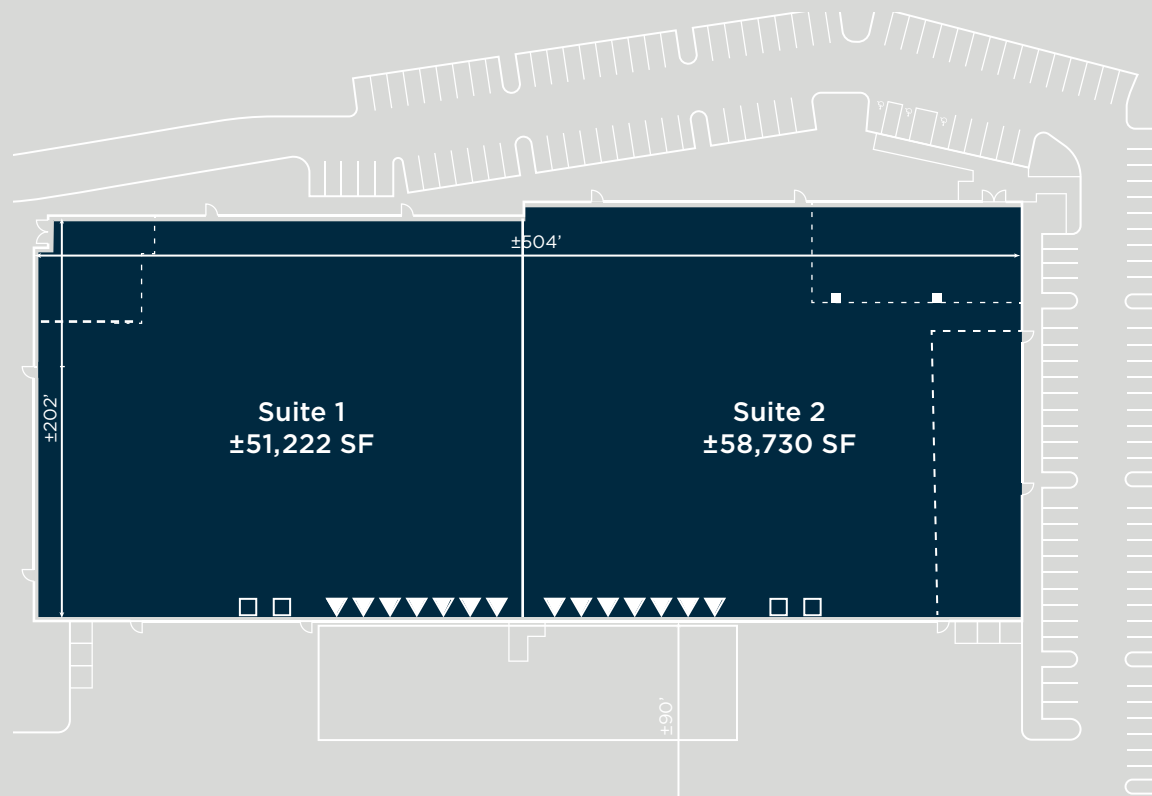 ±504’
Suite 1
±51,222 SF
Suite 2
±58,730 SF
±202’
±90’